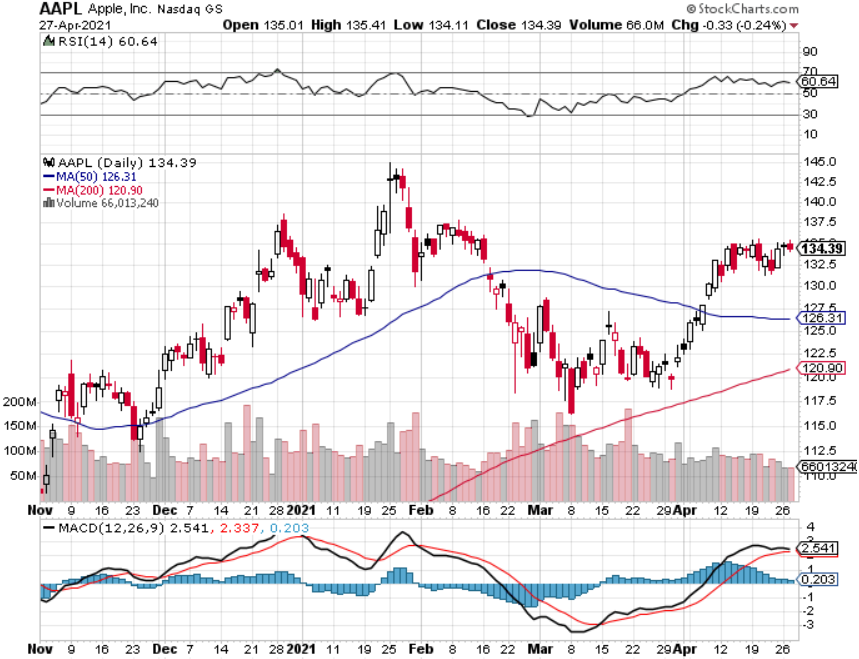 AAPL Apple, Inc. Nasdaq GS © StockCharts.com
27-Apr-2021 Open 135.01 High 135.41 Low 134.11 Close 134.39 Volume 66.0M Chg -0.33 (-0.24%)
RSI(14) 60.64
90
70
60.64
50
30
10
AAPL (Daily) 134.39
MA(50) 126.31
MA(200) 120.90
Volume 66,013,240
145.0
142.5
140.0
137.5
134.39
132.5
130.0
127.5
126.31
125.0
122.5
120.90
120.0
117.5
115.0
112.5
66013240
110.0
200M
150M
100M
50M
Nov 9 16 23 Dec 7 14 21 28 2021 11 19 25 Feb 8 16 22 Mar 8 15 22 29 Apr 12 19 26
MACD(12,26,9) 2.541, 2.337, 0.203
4
3
2.541
1
0.203
-1
-2
-3
Nov 9 16 23 Dec 7 14 21 28 2021 11 19 25 Feb 8 16 22 Mar 8 15 22 29 Apr 12 19 26